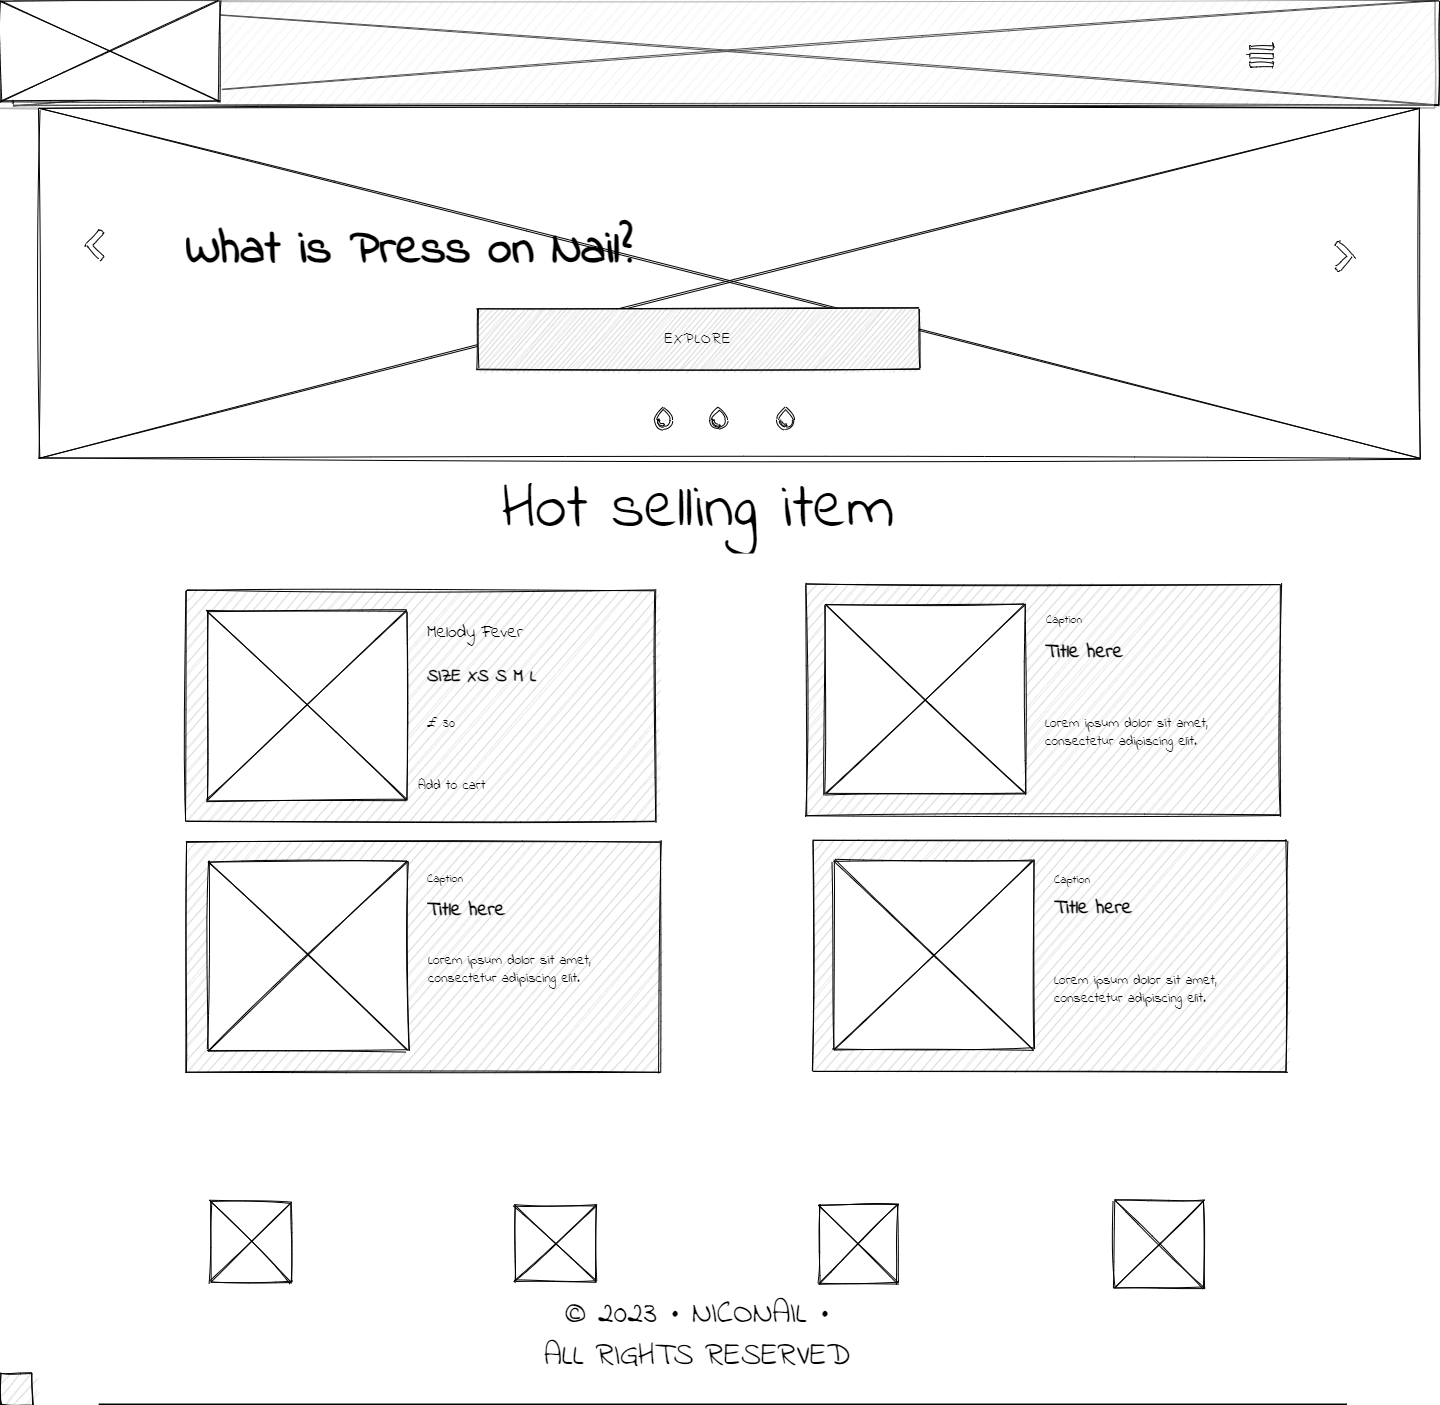 What is Press on Nail?
EXPLORE
Hot selling item
Melody Fever
SIZE XS S M L
£ 30
Add to cart
Caption
Title here
Lorem ipsum dolor sit amet,
consectetur adipiscing elit.
Caption
Title here
Lorem ipsum dolor sit amet,
consectetur adipiscing elit.
Caption
Title here
Lorem ipsum dolor sit amet,
consectetur adipiscing elit.
© 2023 • NICONAIL •
ALL RIGHTS RESERVED